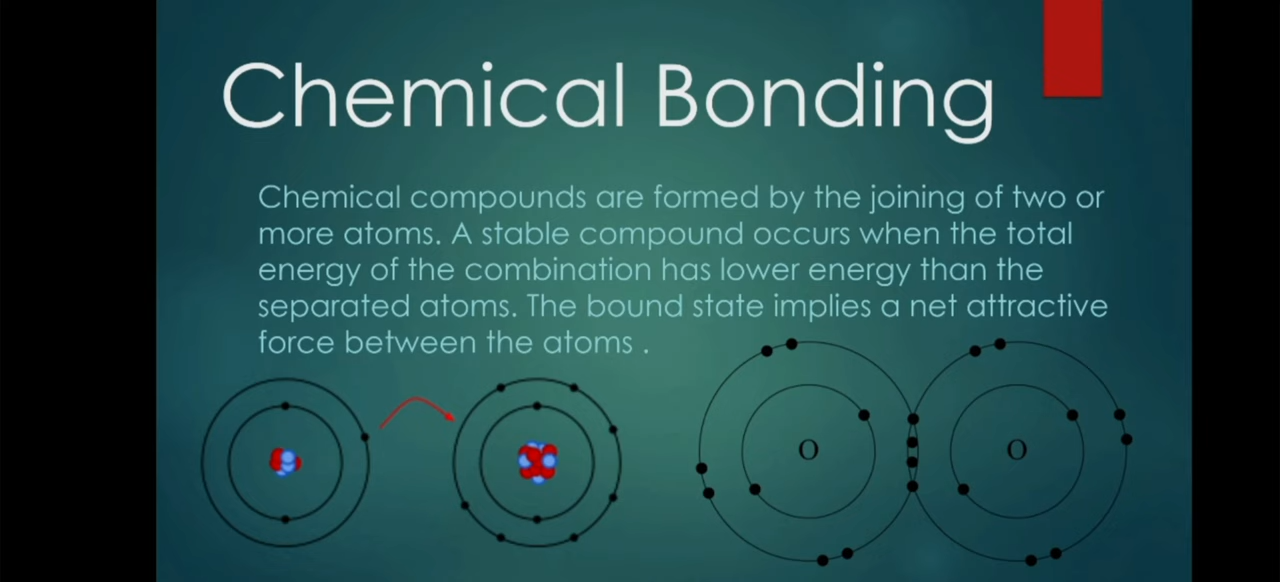 Chemical Bonding
Chemical compounds are formed by the joining of two or
more atoms. A stable compound occurs when the total
energy of the combination has lower energy than the
separated atoms. The bound state implies a net attractive
force between the atoms .
O O